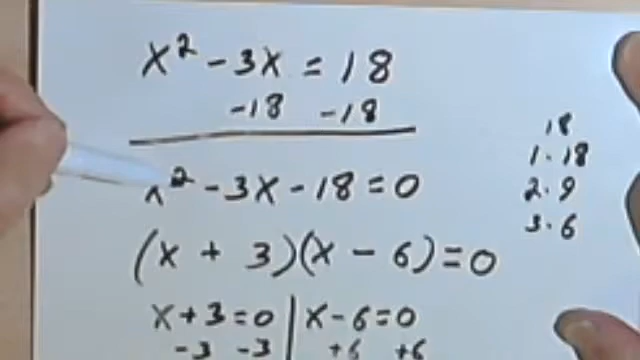 x² - 3x = 18
-18 -18
x² - 3x - 18 = 0
(x + 3)(x - 6) = 0
x + 3 = 0 | x - 6 = 0
-3 -3 | +6 +6
18
1 · 18
2 · 9
3 · 6